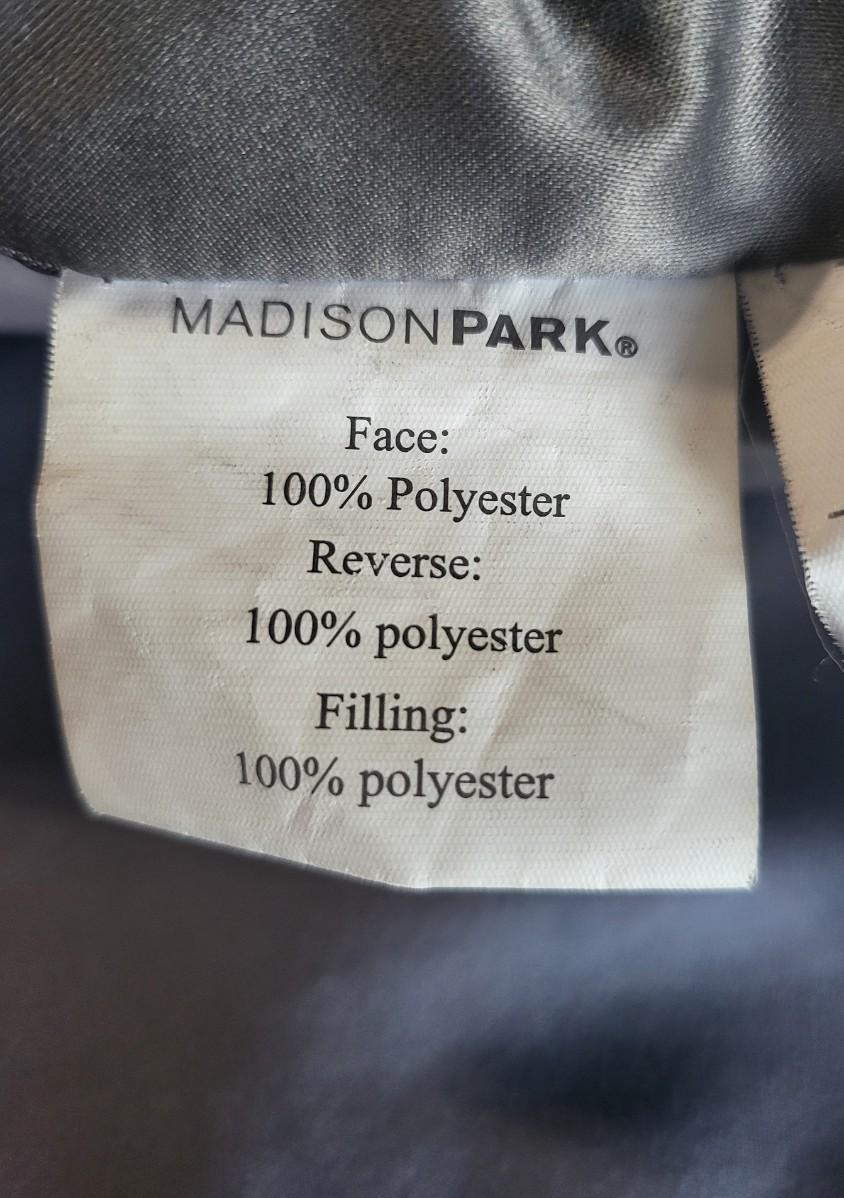 MADISONPARK®
Face:
100% Polyester
Reverse:
100% polyester
Filling:
100% polyester